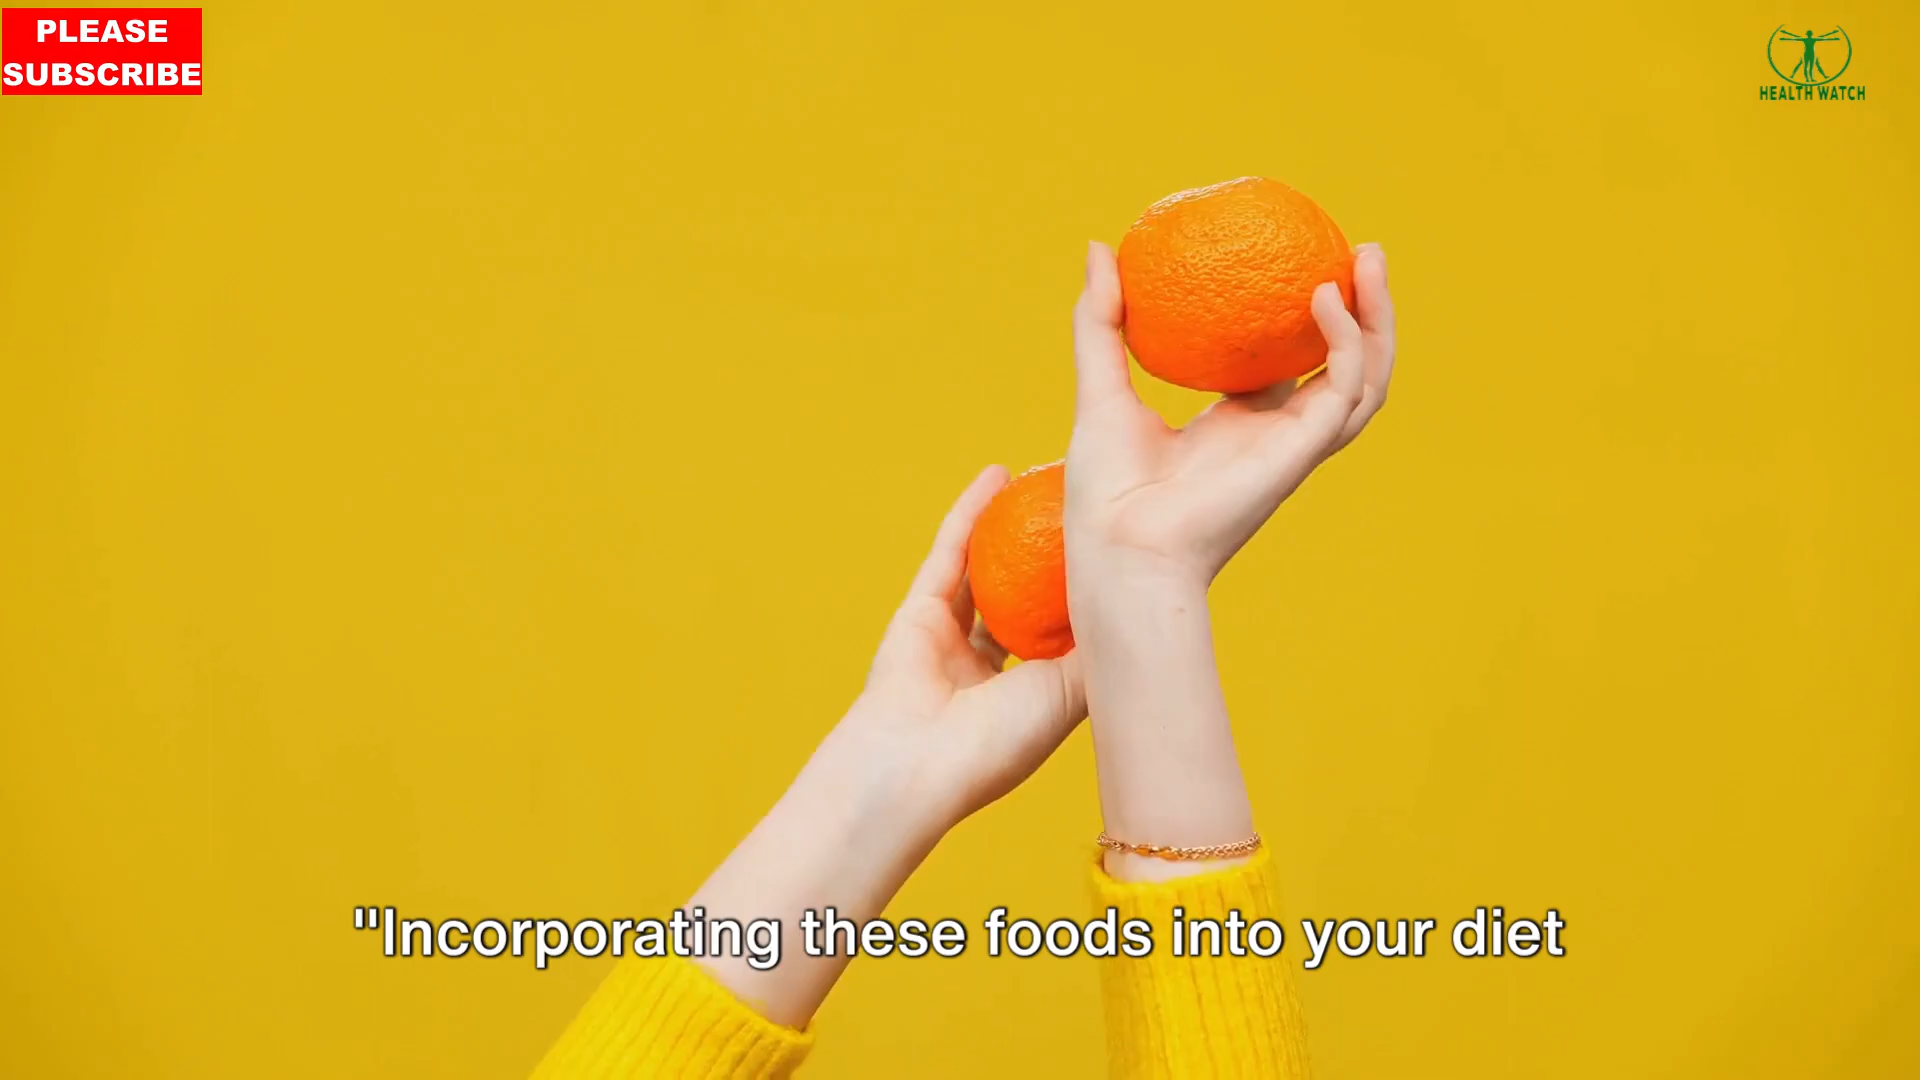 PLEASE
SUBSCRIBE
HEALTH WATCH
"Incorporating these foods into your diet